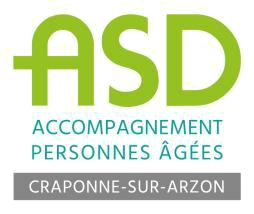 ASD
ACCOMPAGNEMENT
PERSONNES ÂGÉES
CRAPONNE-SUR-ARZON